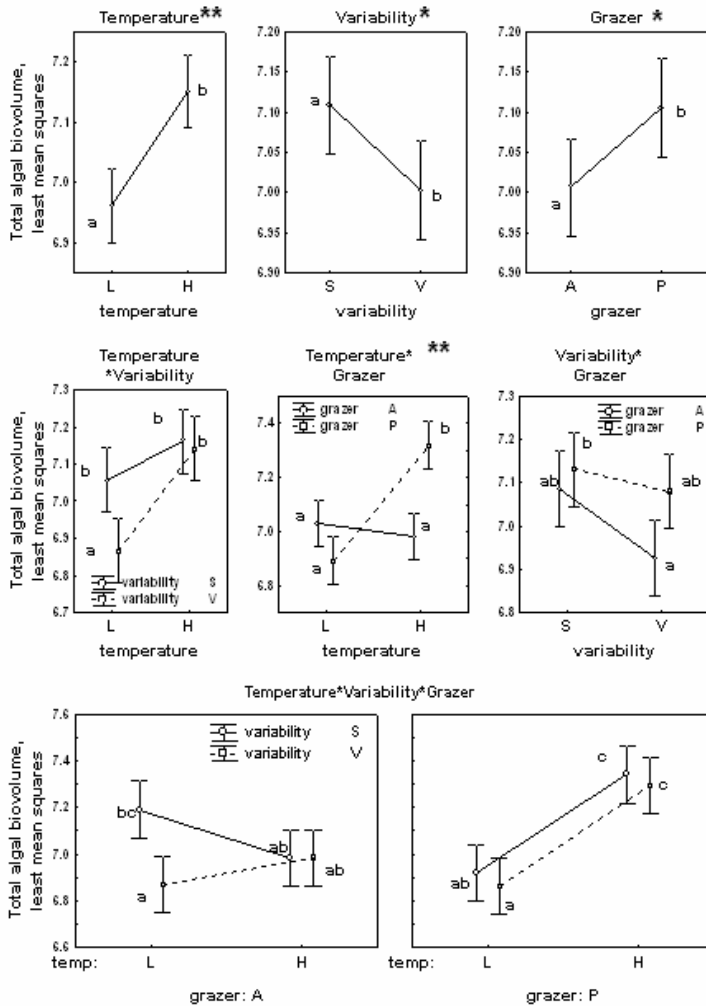 Temperature** Variability* Grazer *
Total algal biovolume,
least mean squares
7.2
7.1
7.0
6.9
a
b
L H
temperature
7.20
7.15
7.10
7.05
7.00
6.95
6.90
a
b
S V
variability
7.20
7.15
7.10
7.05
7.00
6.95
6.90
a
b
A P
grazer
Temperature
*Variability
Total algal biovolume,
least mean squares
7.3
7.2
7.1
7.0
6.9
6.8
6.7
b
b
b
a
variability S
variability V
L H
temperature
Temperature* **
Grazer
grazer A
grazer P
7.4
7.2
7.0
6.8
b
a
a
a
L H
temperature
Variability*
Grazer
grazer A
grazer P
7.3
7.2
7.1
7.0
6.9
6.8
b
ab
ab
a
S V
variability
Temperature*Variability*Grazer
Total algal biovolume,
least mean squares
7.6
7.4
7.2
7.0
6.8
6.6
variability S
variability V
bc
ab
ab
a
temp: L H
grazer: A
c
c
ab
a
temp: L H
grazer: P